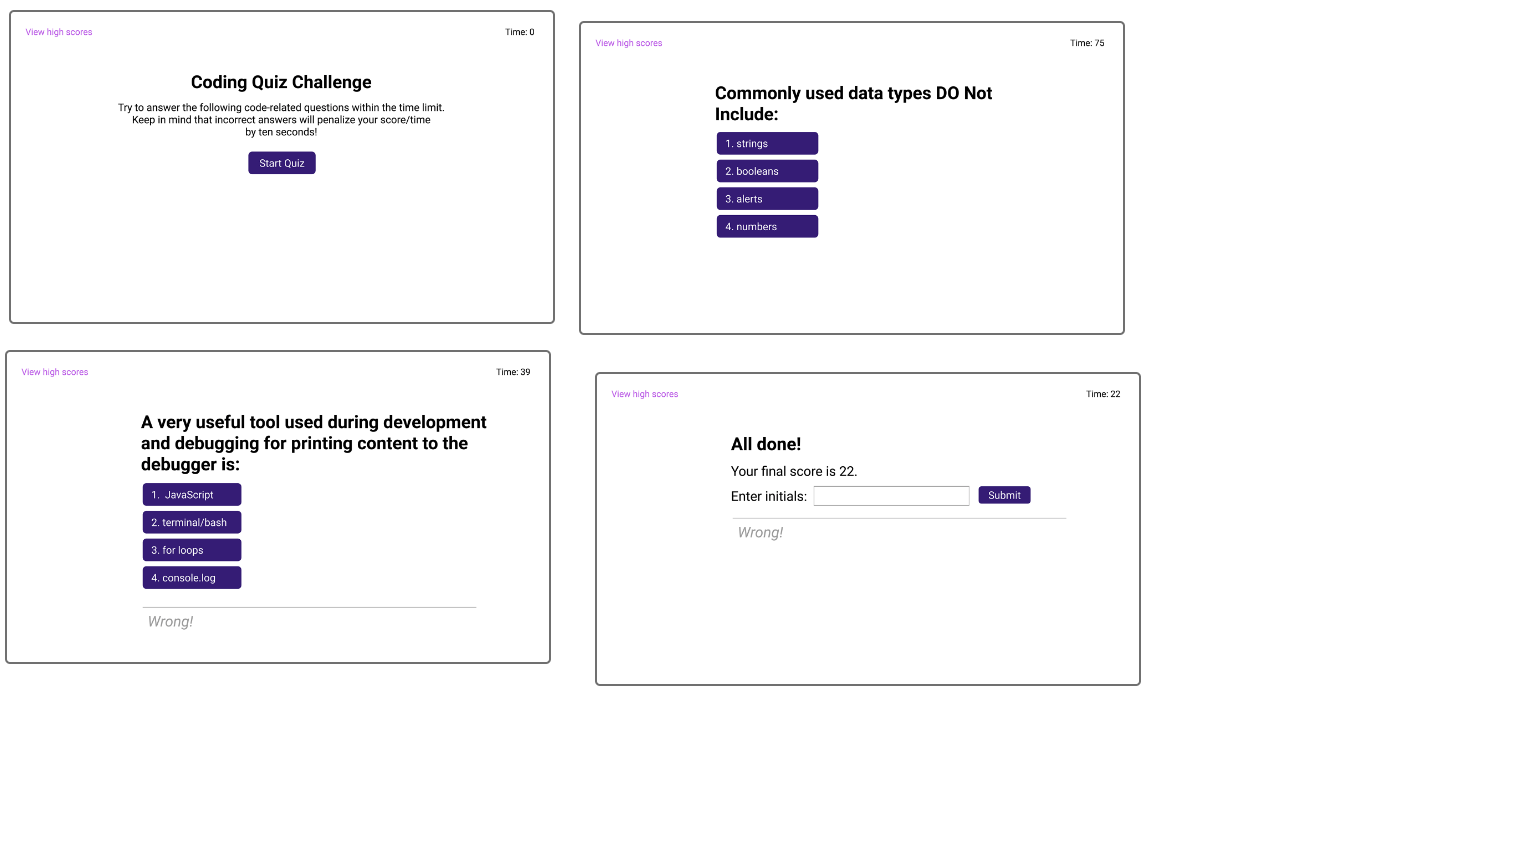 View high scores
Time: 0
Coding Quiz Challenge
Try to answer the following code-related questions within the time limit.
Keep in mind that incorrect answers will penalize your score/time
by ten seconds!
Start Quiz
View high scores
Time: 75
Commonly used data types DO Not
Include:
1. strings
2. booleans
3. alerts
4. numbers
View high scores
Time: 39
A very useful tool used during development
and debugging for printing content to the
debugger is:
1. JavaScript
2. terminal/bash
3. for loops
4. console.log
Wrong!
View high scores
Time: 22
All done!
Your final score is 22.
Enter initials:
Submit
Wrong!